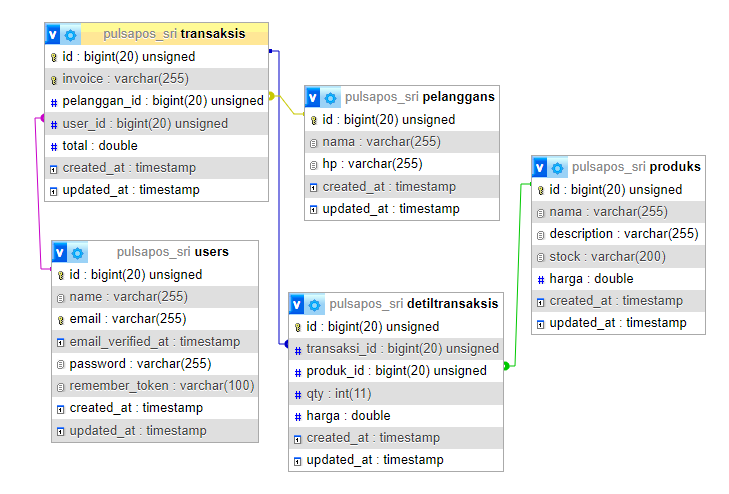 pulsapos_sri transaksis
id : bigint(20) unsigned
invoice : varchar(255)
pelanggan_id : bigint(20) unsigned
user_id : bigint(20) unsigned
total : double
created_at : timestamp
updated_at : timestamp
pulsapos_sri pelanggans
id : bigint(20) unsigned
nama : varchar(255)
hp : varchar(255)
created_at : timestamp
updated_at : timestamp
pulsapos_sri produks
id : bigint(20) unsigned
nama : varchar(255)
description : varchar(255)
stock : varchar(200)
harga : double
created_at : timestamp
updated_at : timestamp
pulsapos_sri users
id : bigint(20) unsigned
name : varchar(255)
email : varchar(255)
email_verified_at : timestamp
password : varchar(255)
remember_token : varchar(100)
created_at : timestamp
updated_at : timestamp
pulsapos_sri detiltransaksis
id : bigint(20) unsigned
transaksi_id : bigint(20) unsigned
produk_id : bigint(20) unsigned
qty : int(11)
harga : double
created_at : timestamp
updated_at : timestamp